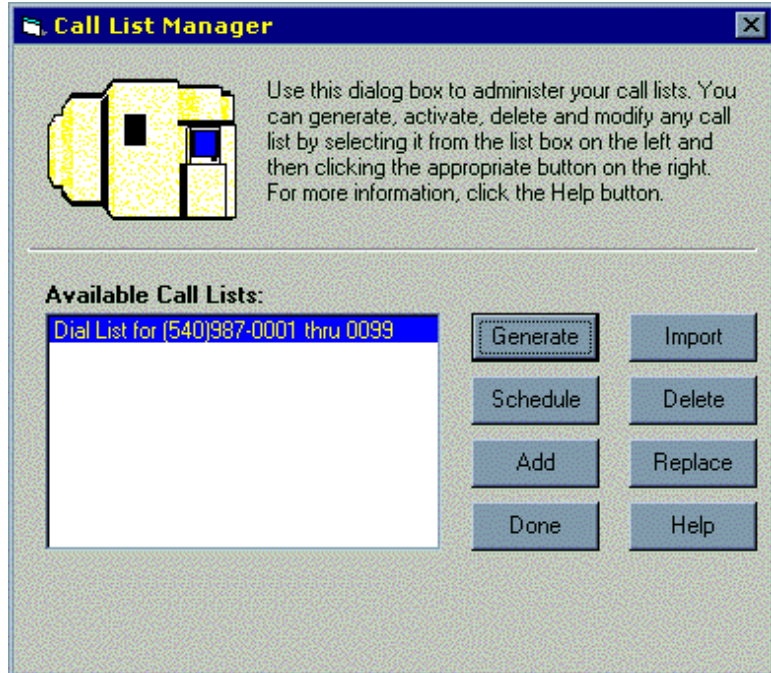 Call List Manager
Use this dialog box to administer your call lists. You
can generate, activate, delete and modify any call
list by selecting it from the list box on the left and
then clicking the appropriate button on the right.
For more information, click the Help button.
Available Call Lists:
Dial List for (540)987-0001 thru 0099
Generate
Import
Schedule
Delete
Add
Replace
Done
Help